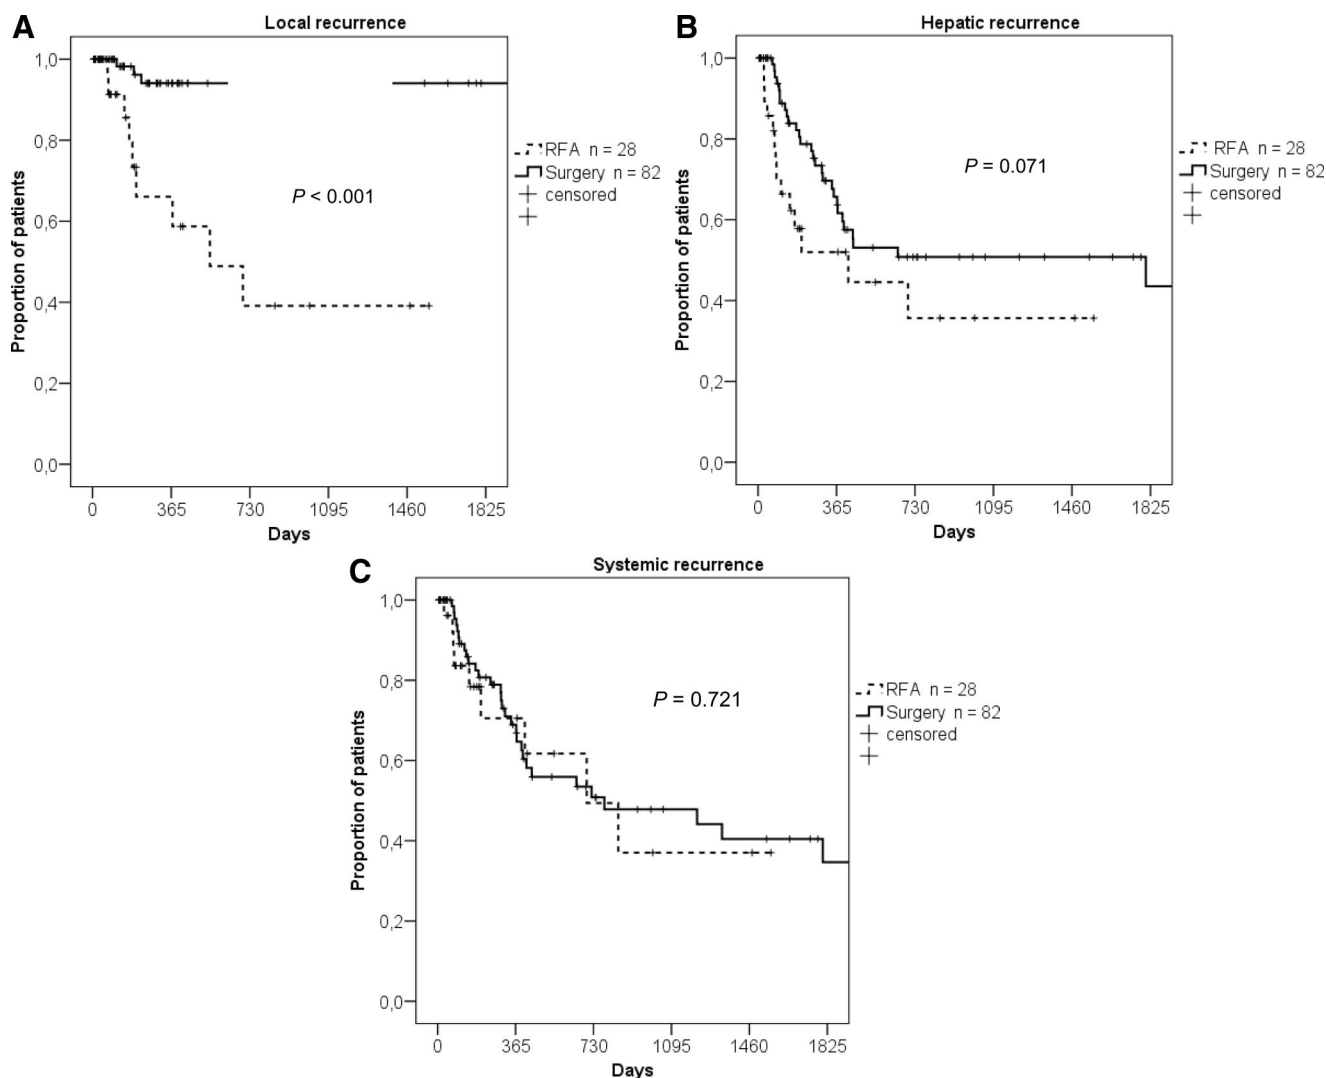 A
Local recurrence
1,0
0,8
0,6
0,4
0,2
0,0
Proportion of patients
P < 0.001
0 365 730 1095 1460 1825
Days
RFA n = 28
Surgery n = 82
censored
B
Hepatic recurrence
1,0
0,8
0,6
0,4
0,2
0,0
Proportion of patients
P = 0.071
0 365 730 1095 1460 1825
Days
RFA n = 28
Surgery n = 82
censored
C
Systemic recurrence
1,0
0,8
0,6
0,4
0,2
0,0
Proportion of patients
P = 0.721
0 365 730 1095 1460 1825
Days
RFA n = 28
Surgery n = 82
censored